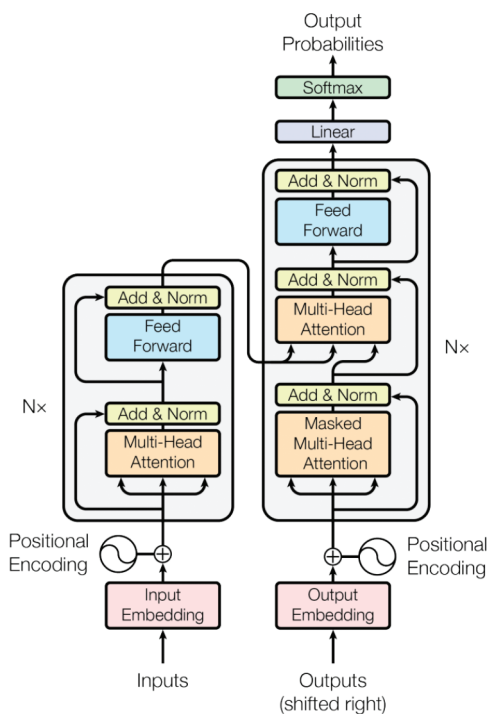 Output
Probabilities
Softmax
Linear
Add & Norm
Feed
Forward
Add & Norm
Multi-Head
Attention
Nx
Add & Norm
Masked
Multi-Head
Attention
Positional
Encoding
Output
Embedding
Outputs
(shifted right)
Add & Norm
Feed
Forward
Nx
Add & Norm
Multi-Head
Attention
Positional
Encoding
Input
Embedding
Inputs